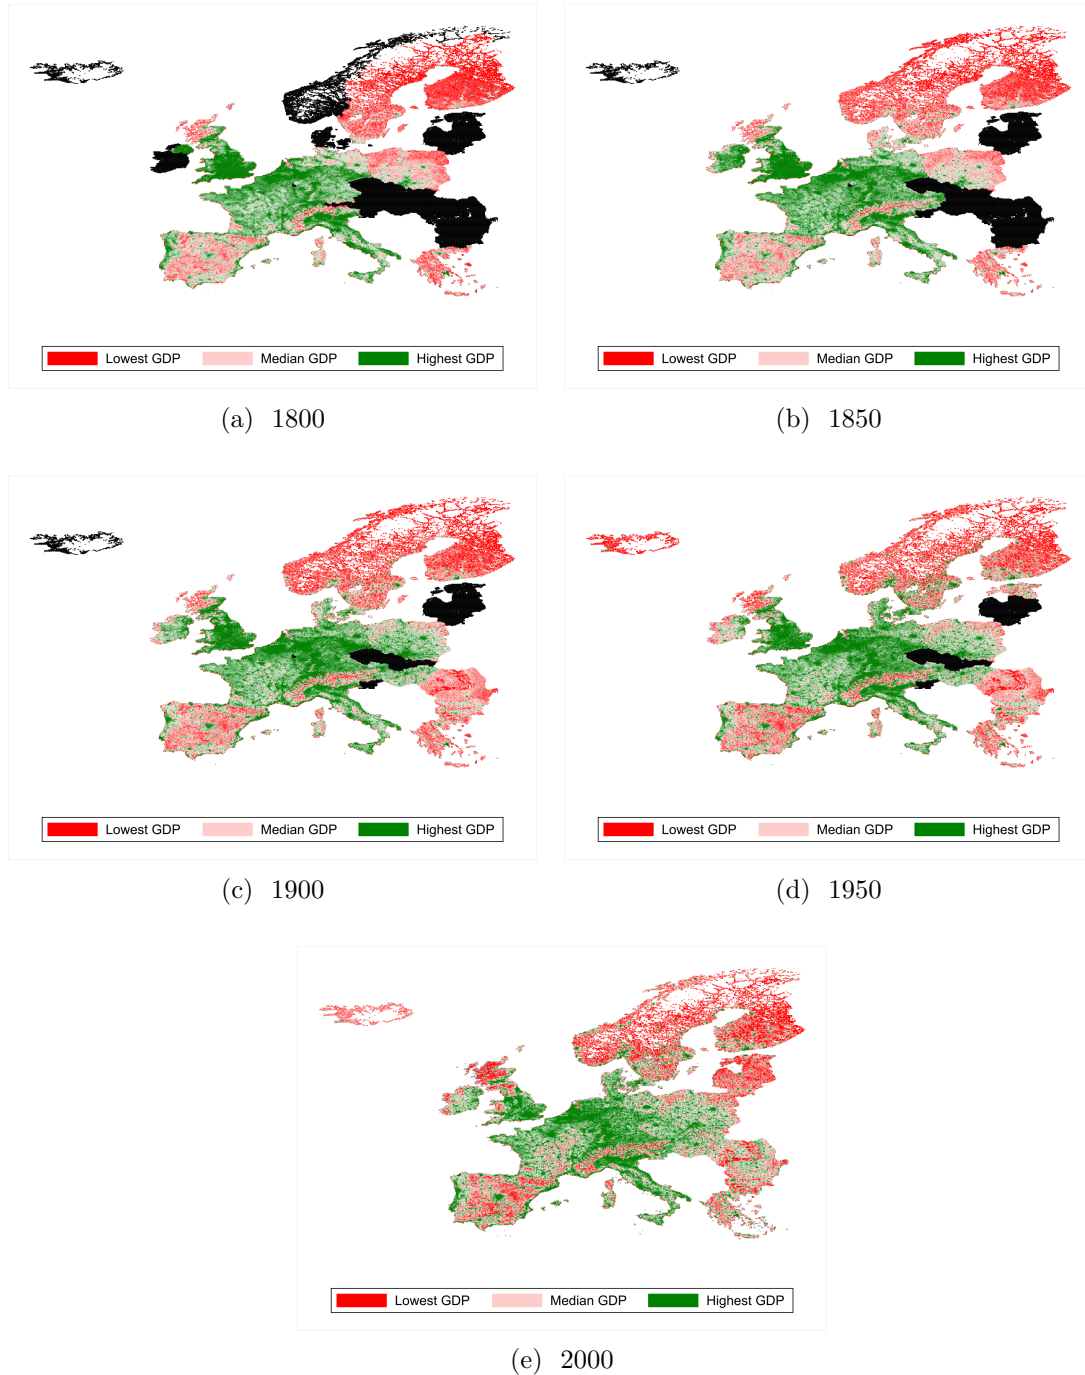 Lowest GDP Median GDP Highest GDP
Lowest GDP Median GDP Highest GDP
(a) 1800
(b) 1850
Lowest GDP Median GDP Highest GDP
Lowest GDP Median GDP Highest GDP
(c) 1900
(d) 1950
Lowest GDP Median GDP Highest GDP
(e) 2000